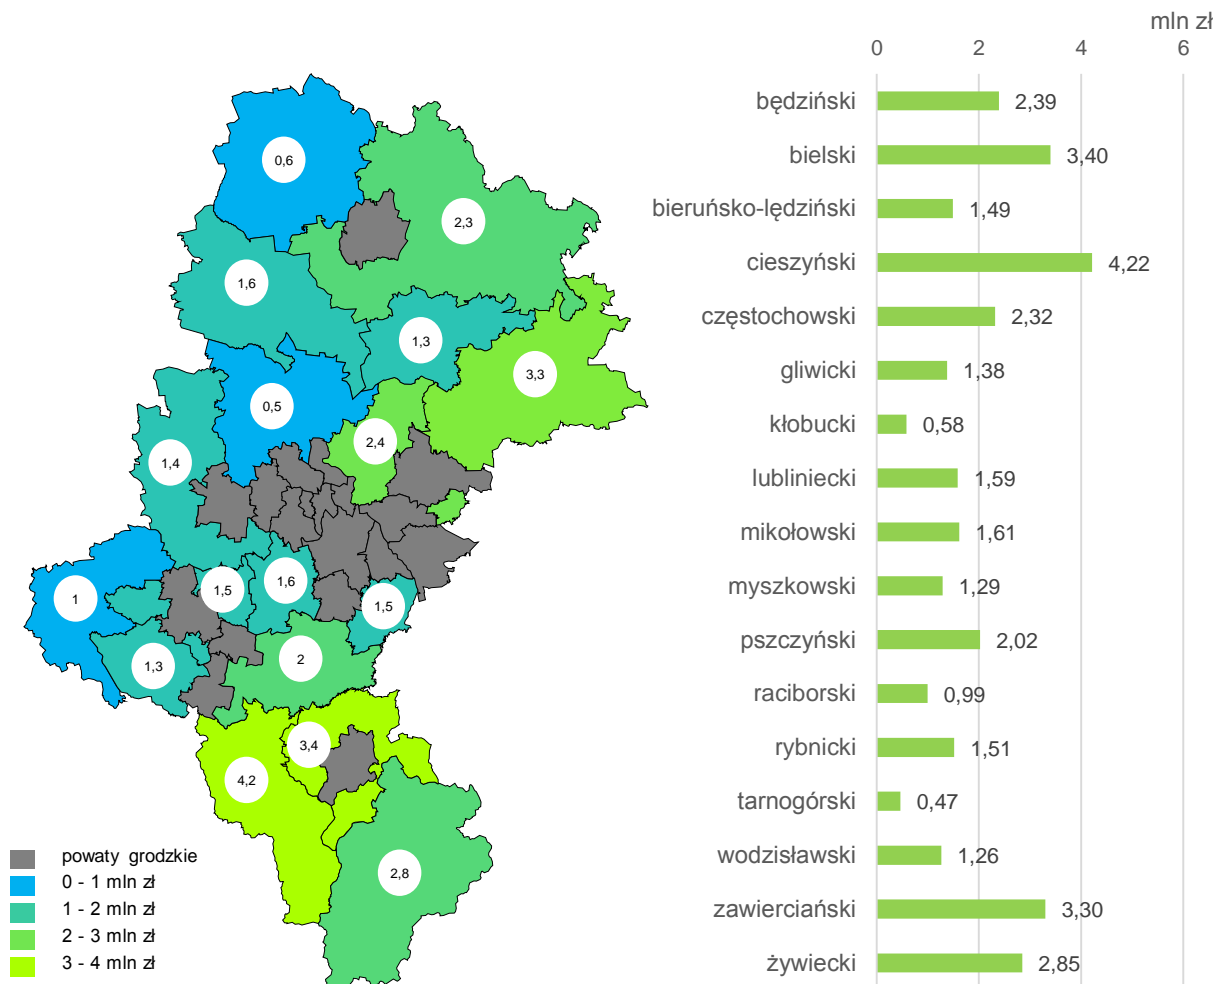 0,6
2,3
1,6
1,3
3,3
0,5
2,4
1,4
1
1,5
1,6
1,5
1,3
2
3,4
4,2
2,8
powaty grodzkie
0 - 1 mln zł
1 - 2 mln zł
2 - 3 mln zł
3 - 4 mln zł
mln zł
0 2 4 6
będziński 2,39
bielski 3,40
bieruńsko-lędziński 1,49
cieszyński 4,22
częstochowski 2,32
gliwicki 1,38
kłobucki 0,58
lubliniecki 1,59
mikołowski 1,61
myszkowski 1,29
pszczyński 2,02
raciborski 0,99
rybnicki 1,51
tarnogórski 0,47
wodzisławski 1,26
zawierciański 3,30
żywiecki 2,85